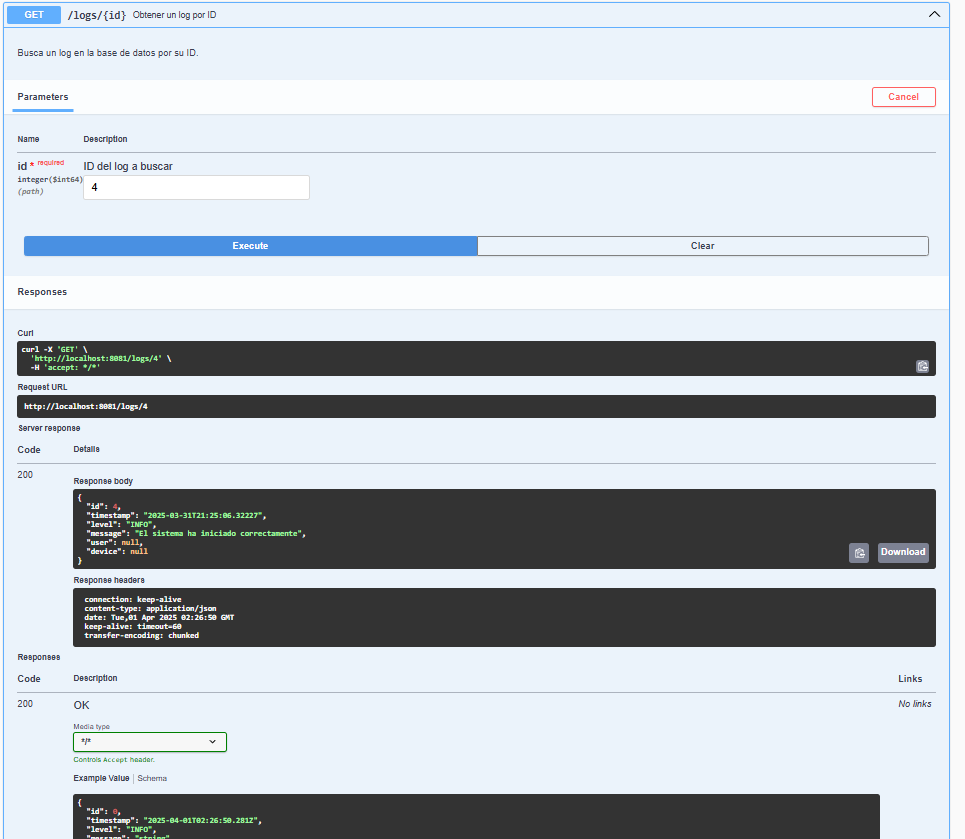 GET /logs/{id} Obtener un log por ID
Busca un log en la base de datos por su ID.
Parameters
Cancel
Name Description
id * required
integer($int64)
(path)
ID del log a buscar
4
Execute
Clear
Responses
Curl
curl -X 'GET' \
'http://localhost:8081/logs/4' \
-H 'accept: */*'
Request URL
http://localhost:8081/logs/4
Server response
Code Details
200
Response body
{
"id": 4,
"timestamp": "2025-03-31T21:25:06.32227",
"level": "INFO",
"message": "El sistema ha iniciado correctamente",
"user": null,
"device": null
}
Download
Response headers
connection: keep-alive
content-type: application/json
date: Tue,01 Apr 2025 02:26:50 GMT
keep-alive: timeout=60
transfer-encoding: chunked
Responses
Code Description Links
200 OK No links
Media type
*/*
Controls Accept header.
Example Value | Schema
{
"id": 0,
"timestamp": "2025-04-01T02:26:50.281Z",
"level": "INFO",
"message": "string"